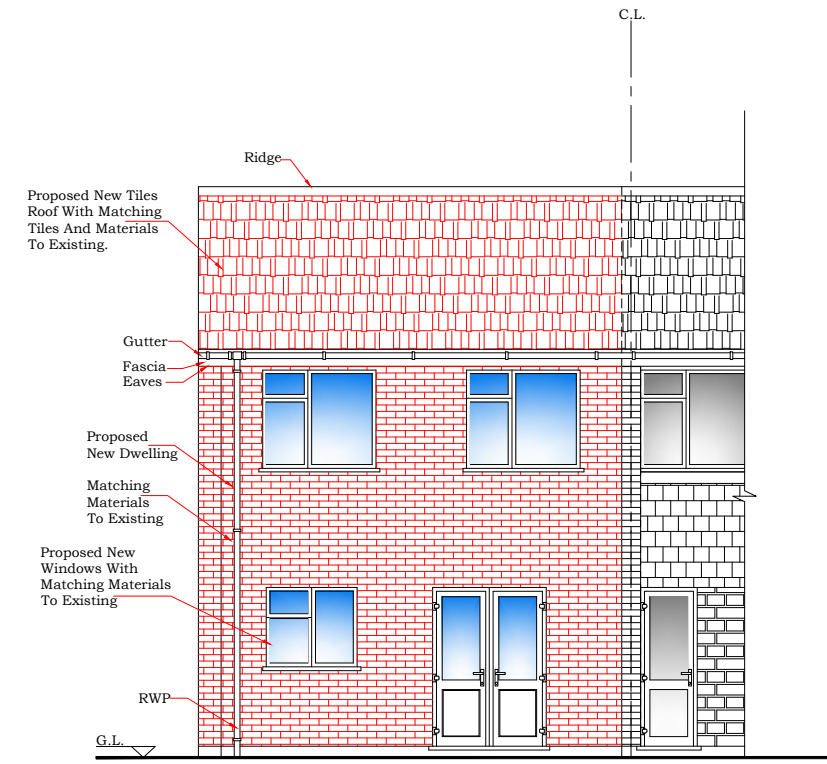 C.L.
Ridge
Proposed New Tiles
Roof With Matching
Tiles And Materials
To Existing.
Gutter
Fascia
Eaves
Proposed
New Dwelling
Matching
Materials
To Existing
Proposed New
Windows With
Matching Materials
To Existing
RWP
G.L.